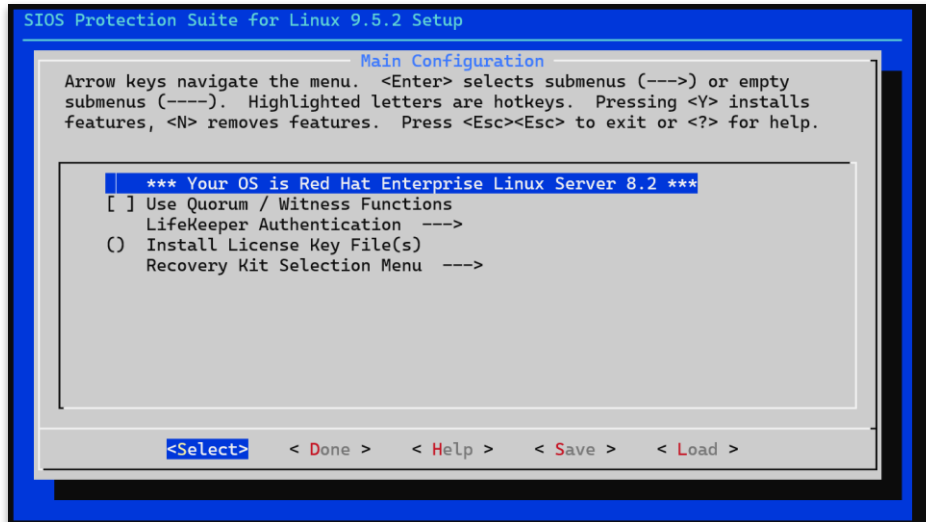 SIOS Protection Suite for Linux 9.5.2 Setup
Main Configuration
Arrow keys navigate the menu.  <Enter> selects submenus (--->) or empty
submenus (----).  Highlighted letters are hotkeys.  Pressing <Y> installs
features, <N> removes features.  Press <Esc><Esc> to exit or <?> for help.
*** Your OS is Red Hat Enterprise Linux Server 8.2 ***
[ ] Use Quorum / Witness Functions
LifeKeeper Authentication  --->
()  Install License Key File(s)
Recovery Kit Selection Menu  --->
<Select>    < Done >    < Help >    < Save >    < Load >